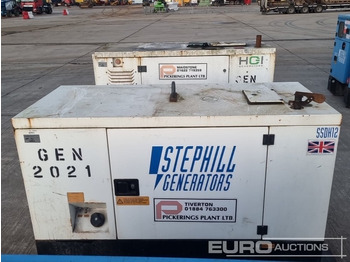 HGI
PICKERINGS PLANT LTD
GEN
SSDK12
GEN
2021
STEPHILL
GENERATORS
TIVERTON
01884 763300
PICKERINGS PLANT LTD
EURO AUCTIONS